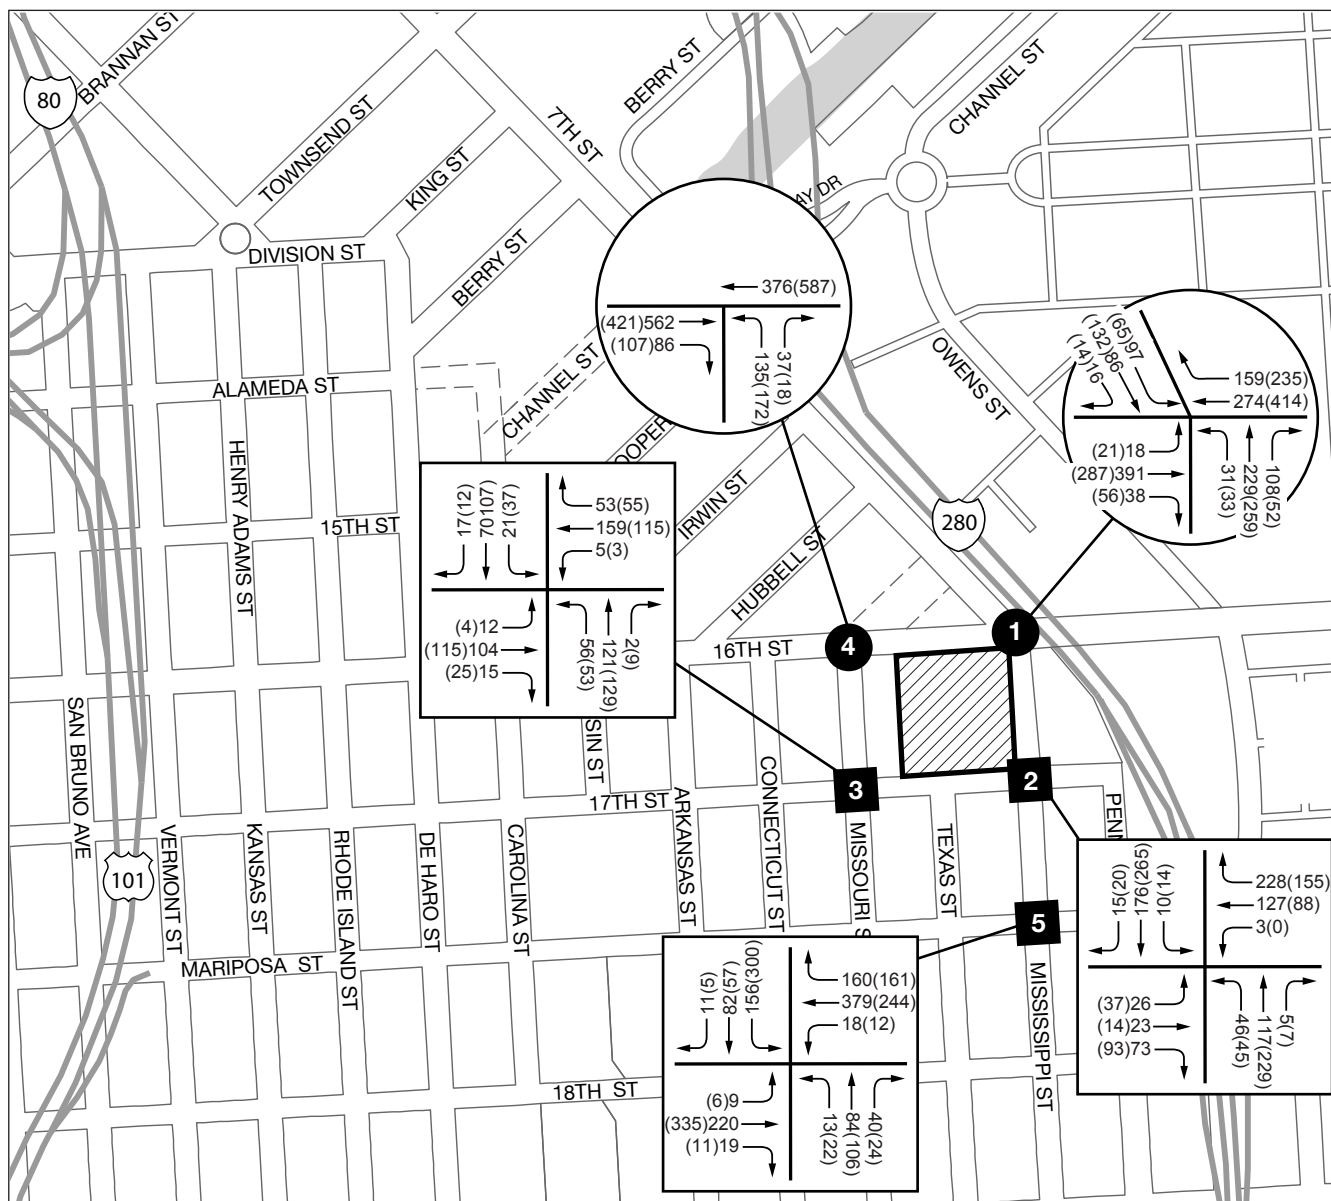 80
BRANNAN ST
TOWNSEND ST
KING ST
7TH ST
BERRY ST
CHANNEL ST
AY DR
DIVISION ST
BERRY ST
376(587)
(421)562
(107)86
135(172)
37(18)
CHANNEL ST
OWENS ST
(14)16
(132)86
(65)97
159(235)
274(414)
(21)18
(287)391
(56)38
31(33)
229(259)
108(52)
ALAMEDA ST
HENRY ADAMS ST
OOPER
15TH ST
IRWIN ST
HUBBELL ST
280
17(12)
70(107)
21(37)
53(55)
159(115)
5(3)
(4)12
(115)104
(25)15
56(53)
121(129)
2(9)
16TH ST
4
1
3
2
5
SAN BRUNO AVE
SIN ST
17TH ST
CONNECTICUT ST
ARKANSAS ST
MISSOURI S
TEXAS ST
PENN
101
VERMONT ST
KANSAS ST
RHODE ISLAND ST
DE HARO ST
CAROLINA ST
MARIPOSA ST
MISSISSIPPI ST
18TH ST
15(20)
176(265)
10(14)
228(155)
127(88)
3(0)
(37)26
(14)23
(93)73
46(45)
117(229)
5(7)
11(5)
82(57)
156(300)
160(161)
379(244)
18(12)
(6)9
(335)220
(11)19
13(22)
84(106)
40(24)